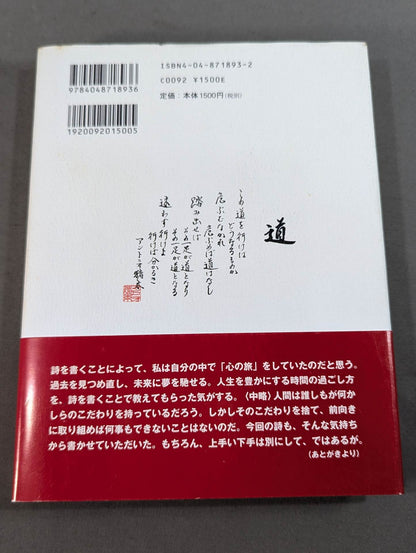 ISBN4-04-871893-2
C0092 ¥1500E
定価：本体1500円(税別)
9784048718936
1920092015005
道
この道を行けば
どうなるものか
危ぶむなかれ
危ぶめば道はなし
踏み出せば
その一足が道となり
その一足が道となる
迷わず行けよ
行けば分かるさ
アントニオ猪木
詩を書くことによって、私は自分の中で「心の旅」をしていたのだと思う。
過去を見つめ直し、未来に夢を馳せる。人生を豊かにする時間の過ごし方
を、詩を書くことで教えてもらった気がする。〈中略〉人間は誰しもが何か
しらのこだわりを持っているだろう。しかしそのこだわりを捨て、前向き
に取り組めば何事もできないことはないのだ。今回の詩も、そんな気持ち
から書かせていただいた。もちろん、上手い下手は別にして、ではあるが。
(あとがきより)